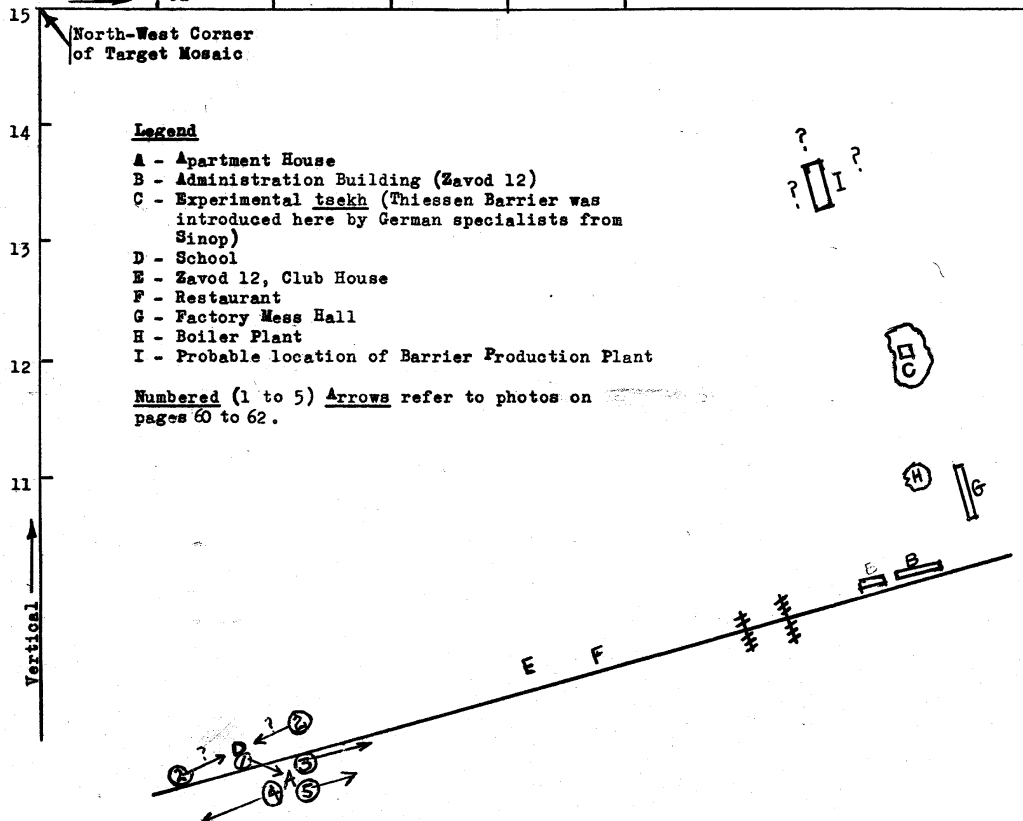 15
North-West Corner
of Target Mosaic
14
Legend
A - Apartment House
B - Administration Building (Zavod 12)
C - Experimental tsekh (Thiessen Barrier was
introduced here by German specialists from
Sinop)
D - School
E - Zavod 12, Club House
F - Restaurant
G - Factory Mess Hall
H - Boiler Plant
I - Probable location of Barrier Production Plant
Numbered (1 to 5) Arrows refer to photos on
pages 60 to 62.
13
12
11
Vertical
?
?
? I
C
H
G
B
E
F
E
? 2
D
? 1
2 3
A
4 5